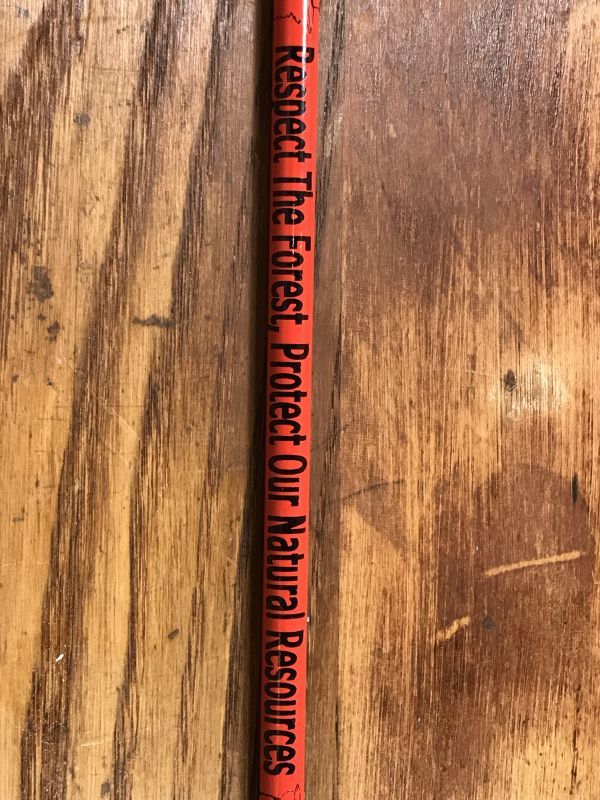 Respect The Forest, Protect Our Natural Resources